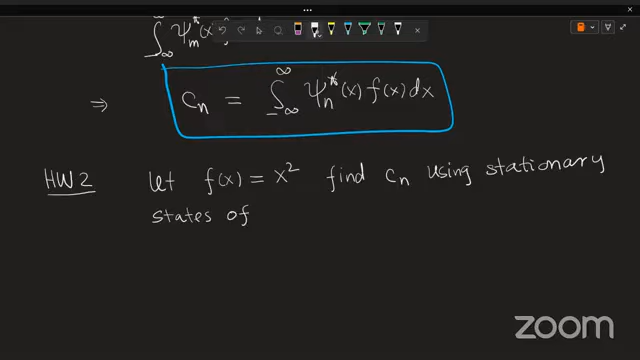 ∫_{-∞}^{∞} ψ_m^*(x)
⇒ c_n = ∫_{-∞}^{∞} ψ_n^*(x) f(x) dx
HW 2 Let f(x) = x² find c_n using stationary
states of
zoom